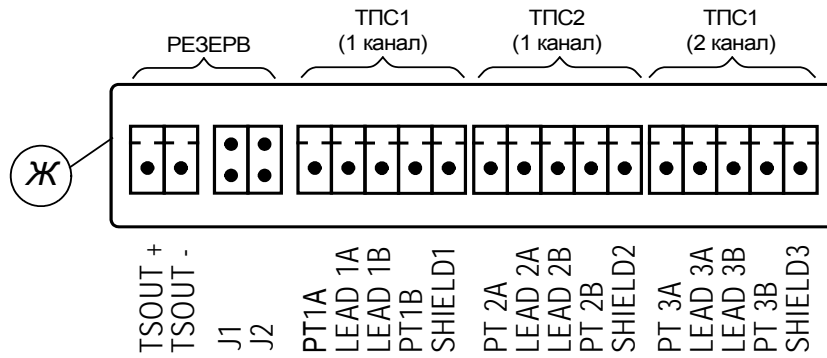 РЕЗЕРВ
ТПС1
(1 канал)
ТПС2
(1 канал)
ТПС1
(2 канал)
Ж
TSOUT +
TSOUT -
J1
J2
PT1A
LEAD 1A
LEAD 1B
PT1B
SHIELD1
PT 2A
LEAD 2A
LEAD 2B
PT 2B
SHIELD2
PT 3A
LEAD 3A
LEAD 3B
PT 3B
SHIELD3